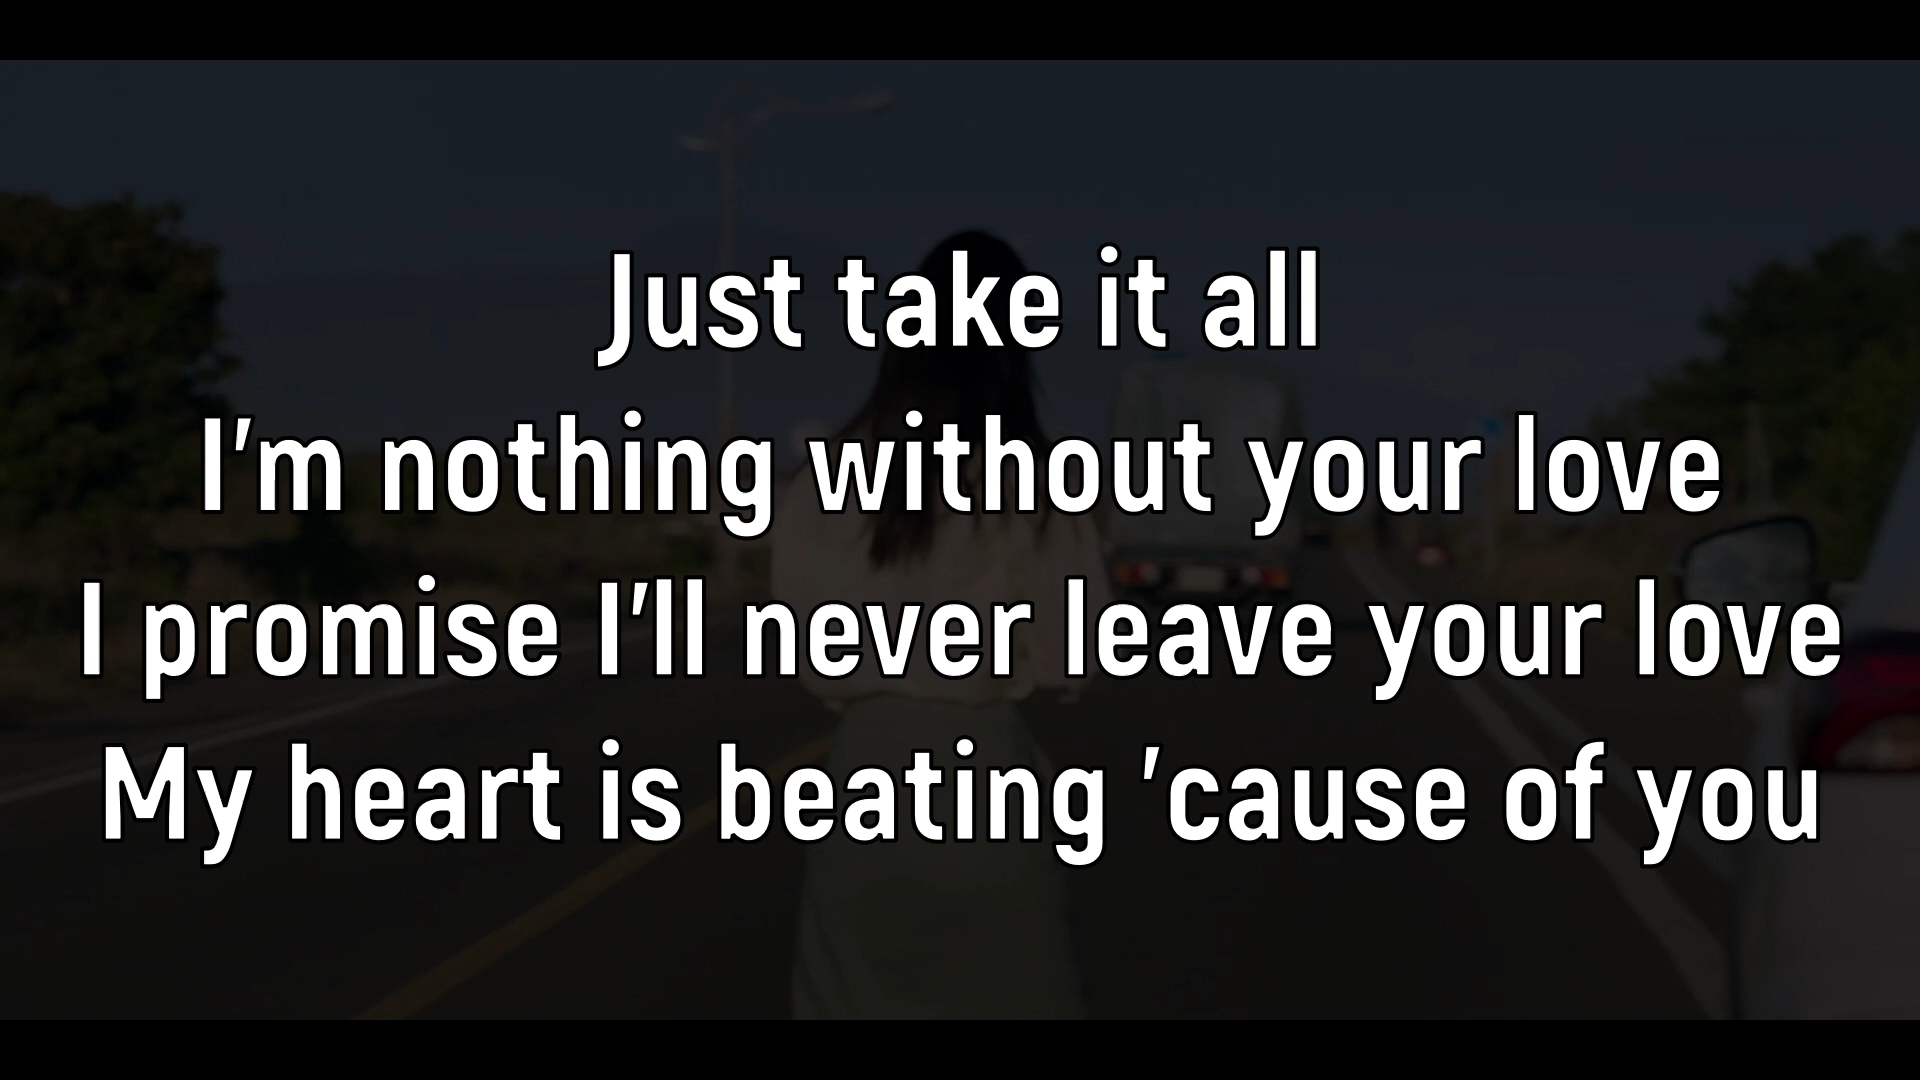 Just take it all
I'm nothing without your love
I promise I'll never leave your love
My heart is beating 'cause of you